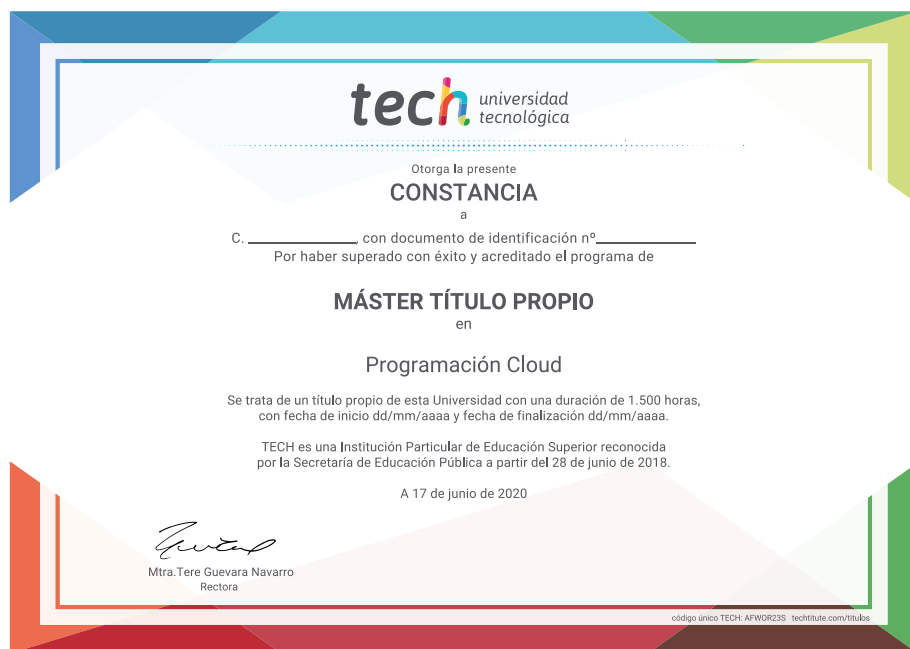 tech universidad
tecnológica
Otorga la presente
CONSTANCIA
a
C. ____________, con documento de identificación nº____________
Por haber superado con éxito y acreditado el programa de
MÁSTER TÍTULO PROPIO
en
Programación Cloud
Se trata de un título propio de esta Universidad con una duración de 1.500 horas,
con fecha de inicio dd/mm/aaaa y fecha de finalización dd/mm/aaaa.
TECH es una Institución Particular de Educación Superior reconocida
por la Secretaría de Educación Pública a partir del 28 de junio de 2018.
A 17 de junio de 2020
Mtra.Tere Guevara Navarro
Rectora
código único TECH: AFWOR23S techtitute.com/titulos